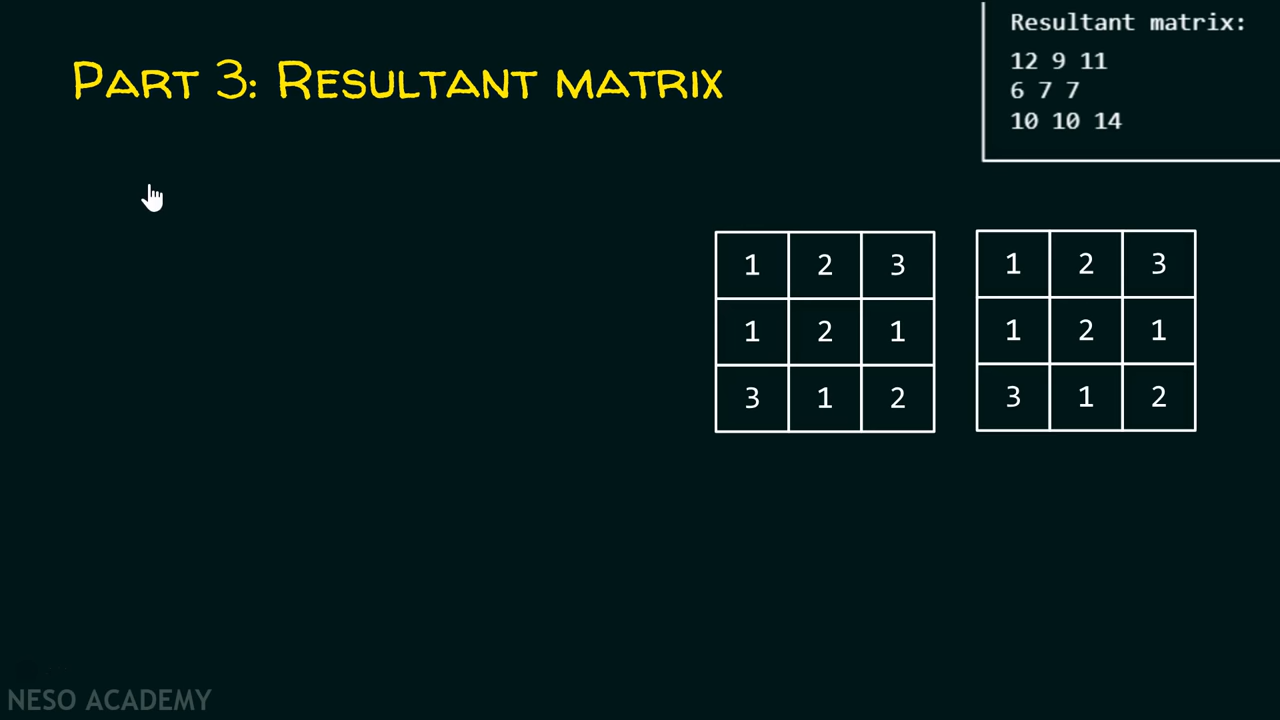 Part 3: Resultant matrix
Resultant matrix:
12 9 11
6 7 7
10 10 14
1 2 3 1 2 3
1 2 1 1 2 1
3 1 2 3 1 2
NESO ACADEMY